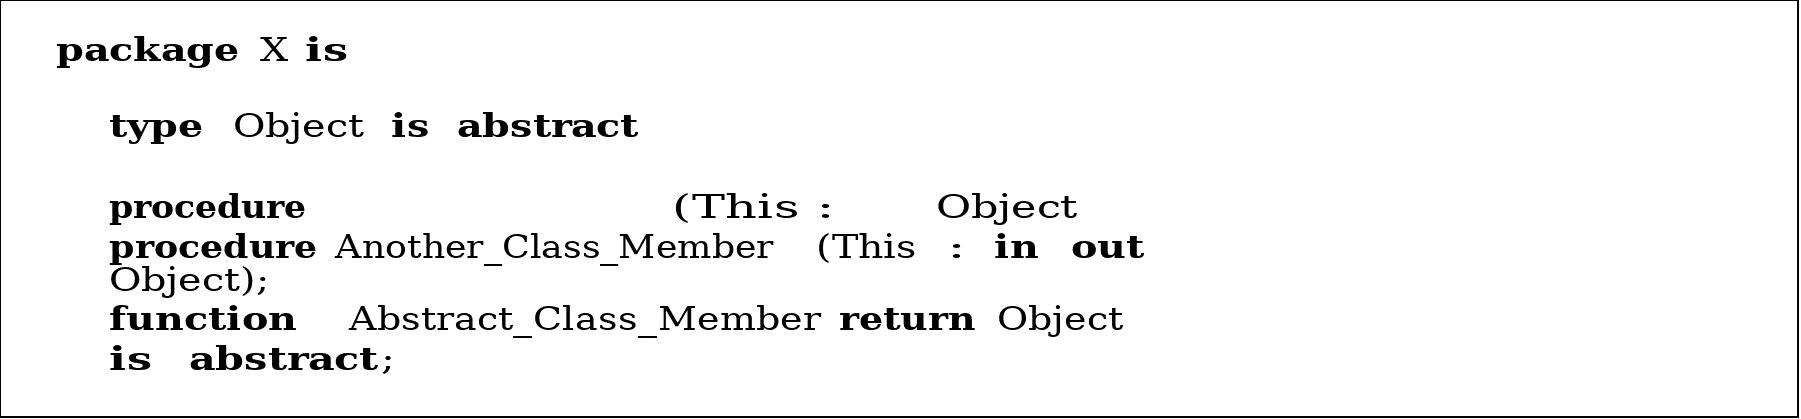 package X is
type Object is abstract
procedure (This : Object
procedure Another_Class_Member (This : in out
Object);
function Abstract_Class_Member return Object
is abstract;